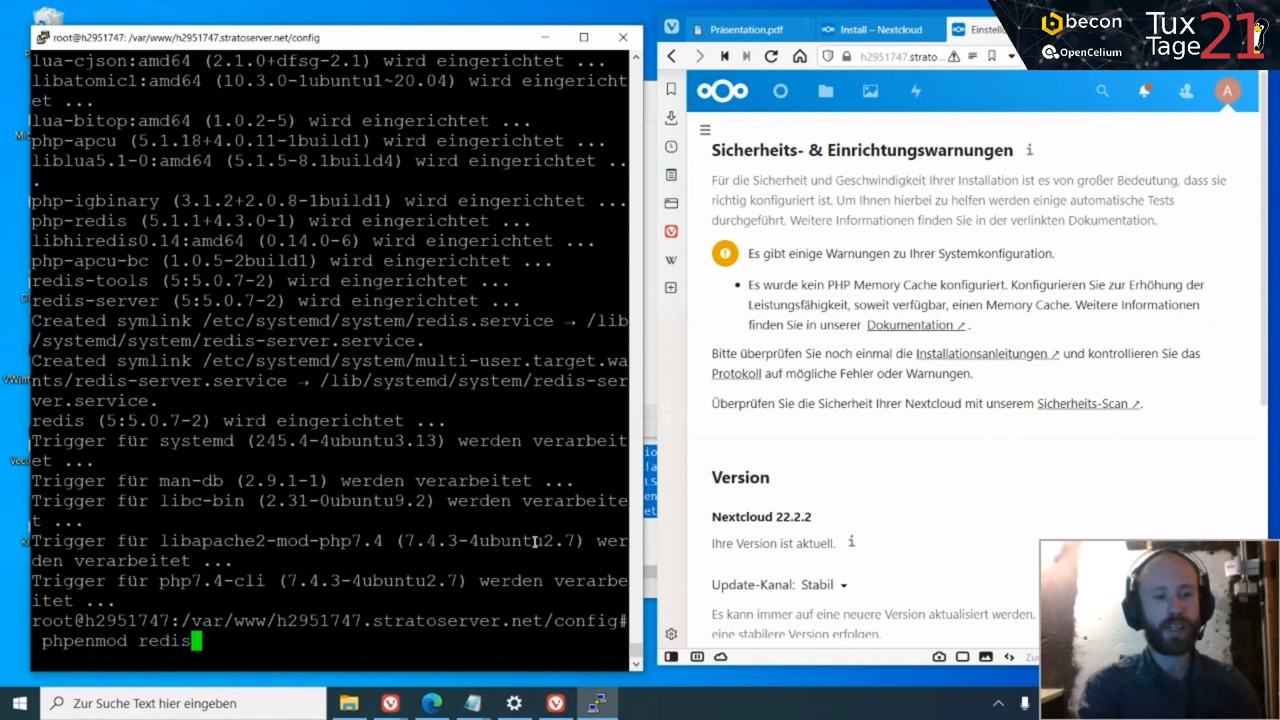 root@h2951747: /var/www/h2951747.stratoserver.net/config
lua-cjson:amd64 (2.1.0+dfsg-2.1) wird eingerichtet ...
libatomic1:amd64 (10.3.0-1ubuntu1~20.04) wird eingericht
et ...
lua-bitop:amd64 (1.0.2-5) wird eingerichtet ...
php-apcu (5.1.18+4.0.11-1build1) wird eingerichtet ...
liblua5.1-0:amd64 (5.1.5-8.1build4) wird eingerichtet ..
.
php-igbinary (3.1.2+2.0.8-1build1) wird eingerichtet ...
php-redis (5.1.1+4.3.0-1) wird eingerichtet ...
libhiredis0.14:amd64 (0.14.0-6) wird eingerichtet ...
php-apcu-bc (1.0.5-2build1) wird eingerichtet ...
redis-tools (5:5.0.7-2) wird eingerichtet ...
redis-server (5:5.0.7-2) wird eingerichtet ...
Created symlink /etc/systemd/system/redis.service → /lib
/systemd/system/redis-server.service.
Created symlink /etc/systemd/system/multi-user.target.wa
nts/redis-server.service → /lib/systemd/system/redis-ser
ver.service.
redis (5:5.0.7-2) wird eingerichtet ...
Trigger für systemd (245.4-4ubuntu3.13) werden verarbeit
et ...
Trigger für man-db (2.9.1-1) werden verarbeitet ...
Trigger für libc-bin (2.31-0ubuntu9.2) werden verarbeite
t ...
Trigger für libapache2-mod-php7.4 (7.4.3-4ubuntu2.7) wer
den verarbeitet ...
Trigger für php7.4-cli (7.4.3-4ubuntu2.7) werden verarbe
itet ...
root@h2951747:/var/www/h2951747.stratoserver.net/config#
phpenmod redis
Präsentation.pdf
Install – Nextcloud
Einstel
h2951747.strato...
becon
OpenCelium
Tux
Tage 21
A
Sicherheits- & Einrichtungswarnungen
Für die Sicherheit und Geschwindigkeit Ihrer Installation ist es von großer Bedeutung, dass sie
richtig konfiguriert ist. Um Ihnen hierbei zu helfen werden einige automatische Tests
durchgeführt. Weitere Informationen finden Sie in der verlinkten Dokumentation.
Es gibt einige Warnungen zu Ihrer Systemkonfiguration.
• Es wurde kein PHP Memory Cache konfiguriert. Konfigurieren Sie zur Erhöhung der
Leistungsfähigkeit, soweit verfügbar, einen Memory Cache. Weitere Informationen
finden Sie in unserer Dokumentation ↗ .
Bitte überprüfen Sie noch einmal die Installationsanleitungen ↗ und kontrollieren Sie das
Protokoll auf mögliche Fehler oder Warnungen.
Überprüfen Sie die Sicherheit Ihrer Nextcloud mit unserem Sicherheits-Scan ↗.
Version
Nextcloud 22.2.2
Ihre Version ist aktuell.
Update-Kanal: Stabil
Es kann immer auf eine neuere Version aktualisiert werden.
eine stabilere Version erfolgen.
Zur Suche Text hier eingeben